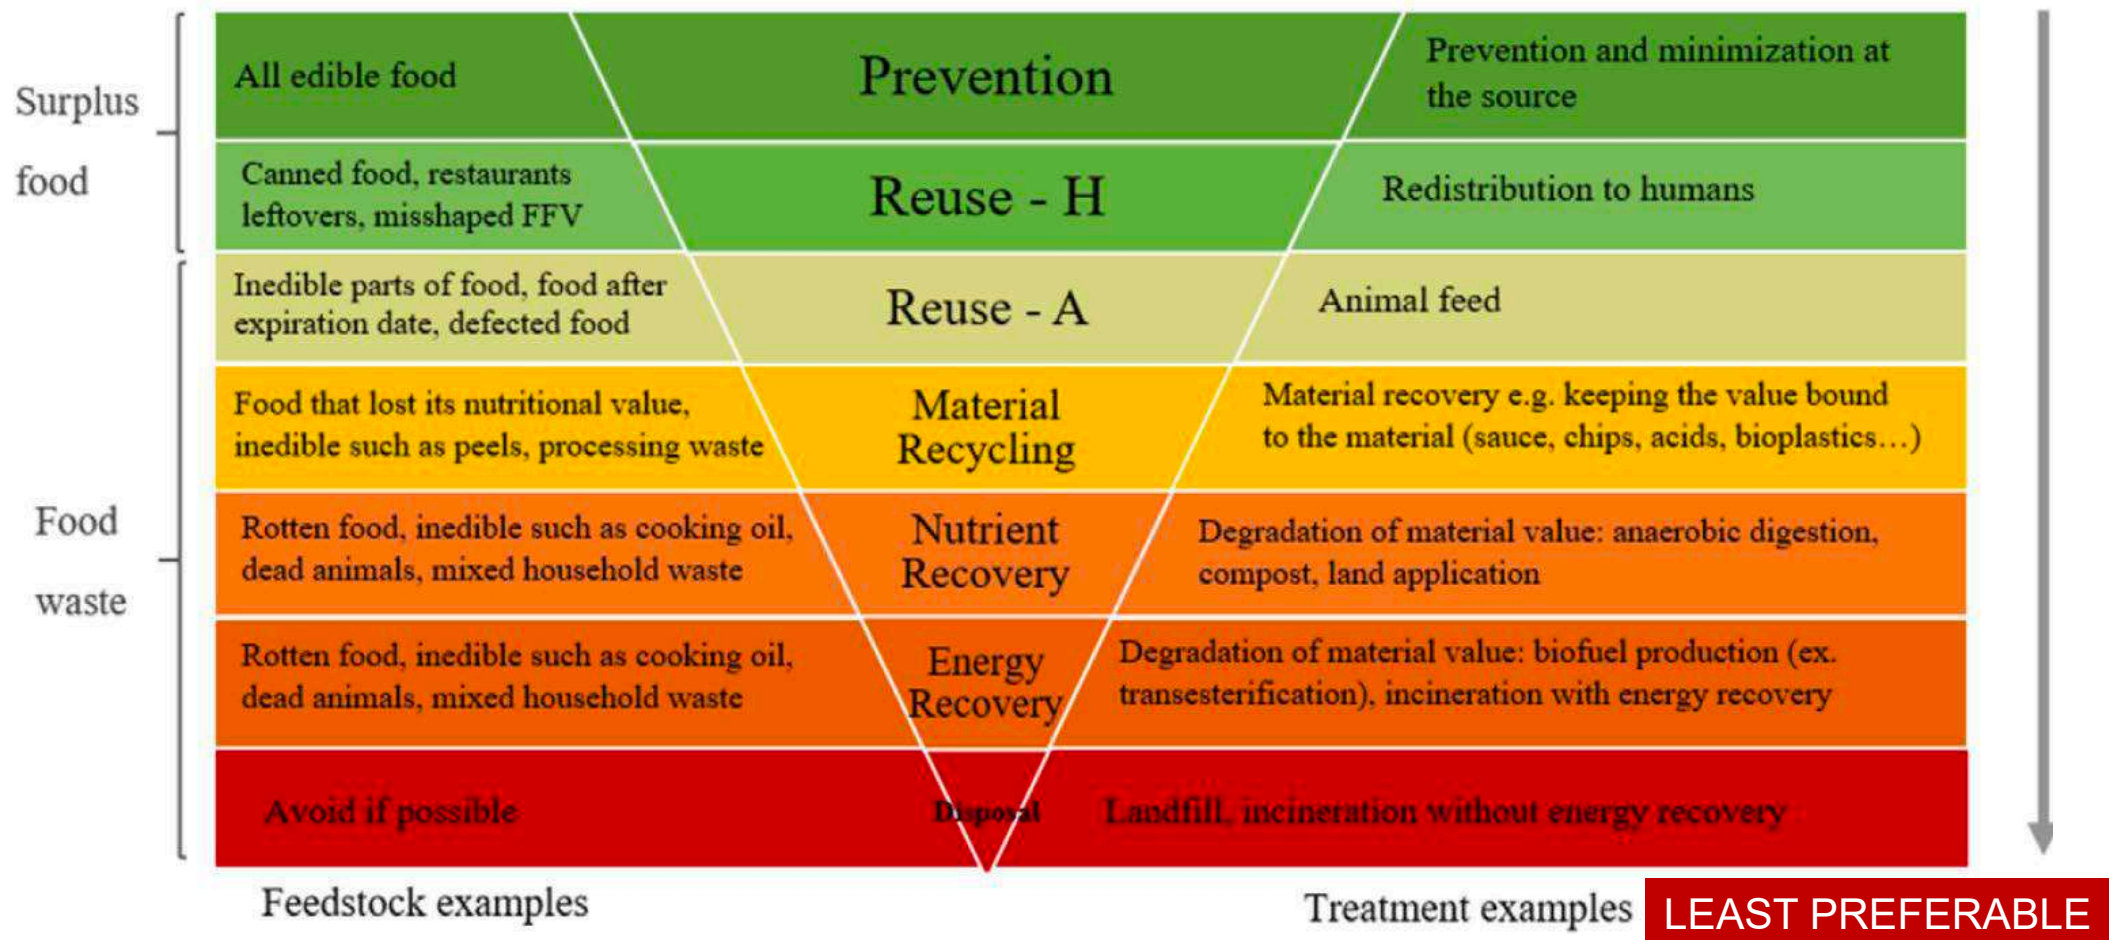 Surplus
food
All edible food
Prevention
Prevention and minimization at
the source
Canned food, restaurants
leftovers, misshaped FFV
Reuse - H
Redistribution to humans
Food
waste
Inedible parts of food, food after
expiration date, defected food
Reuse - A
Animal feed
Food that lost its nutritional value,
inedible such as peels, processing waste
Material
Recycling
Material recovery e.g. keeping the value bound
to the material (sauce, chips, acids, bioplastics…)
Rotten food, inedible such as cooking oil,
dead animals, mixed household waste
Nutrient
Recovery
Degradation of material value: anaerobic digestion,
compost, land application
Rotten food, inedible such as cooking oil,
dead animals, mixed household waste
Energy
Recovery
Degradation of material value: biofuel production (ex.
transesterification), incineration with energy recovery
Avoid if possible
Disposal
Landfill, incineration without energy recovery
Feedstock examples
Treatment examples
LEAST PREFERABLE